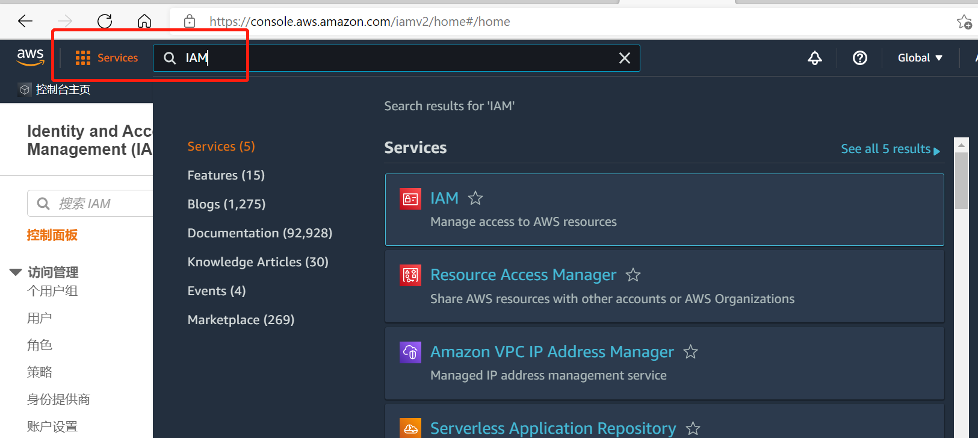 https://console.aws.amazon.com/iamv2/home#/home
aws
Services
IAM
Global
控制台主页
Identity and Acce
Management (IA
搜索 IAM
控制面板
访问管理
个用户组
用户
角色
策略
身份提供商
账户设置
Search results for 'IAM'
Services (5)
Features (15)
Blogs (1,275)
Documentation (92,928)
Knowledge Articles (30)
Events (4)
Marketplace (269)
Services
See all 5 results
IAM
Manage access to AWS resources
Resource Access Manager
Share AWS resources with other accounts or AWS Organizations
Amazon VPC IP Address Manager
Managed IP address management service
Serverless Application Repository